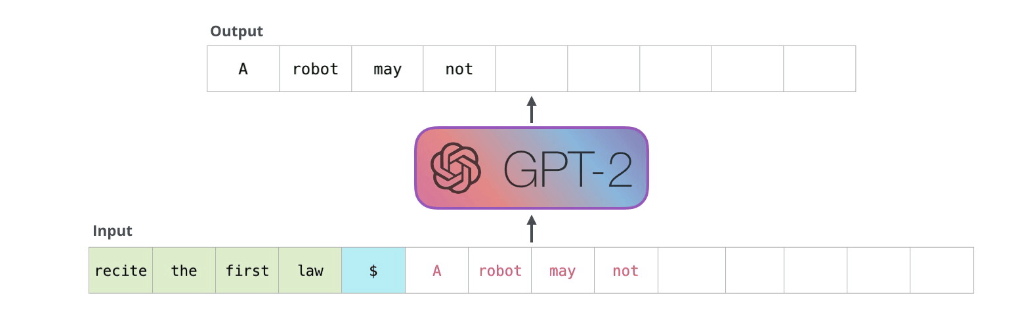 Output
A robot may not
GPT-2
Input
recite the first law $ A robot may not